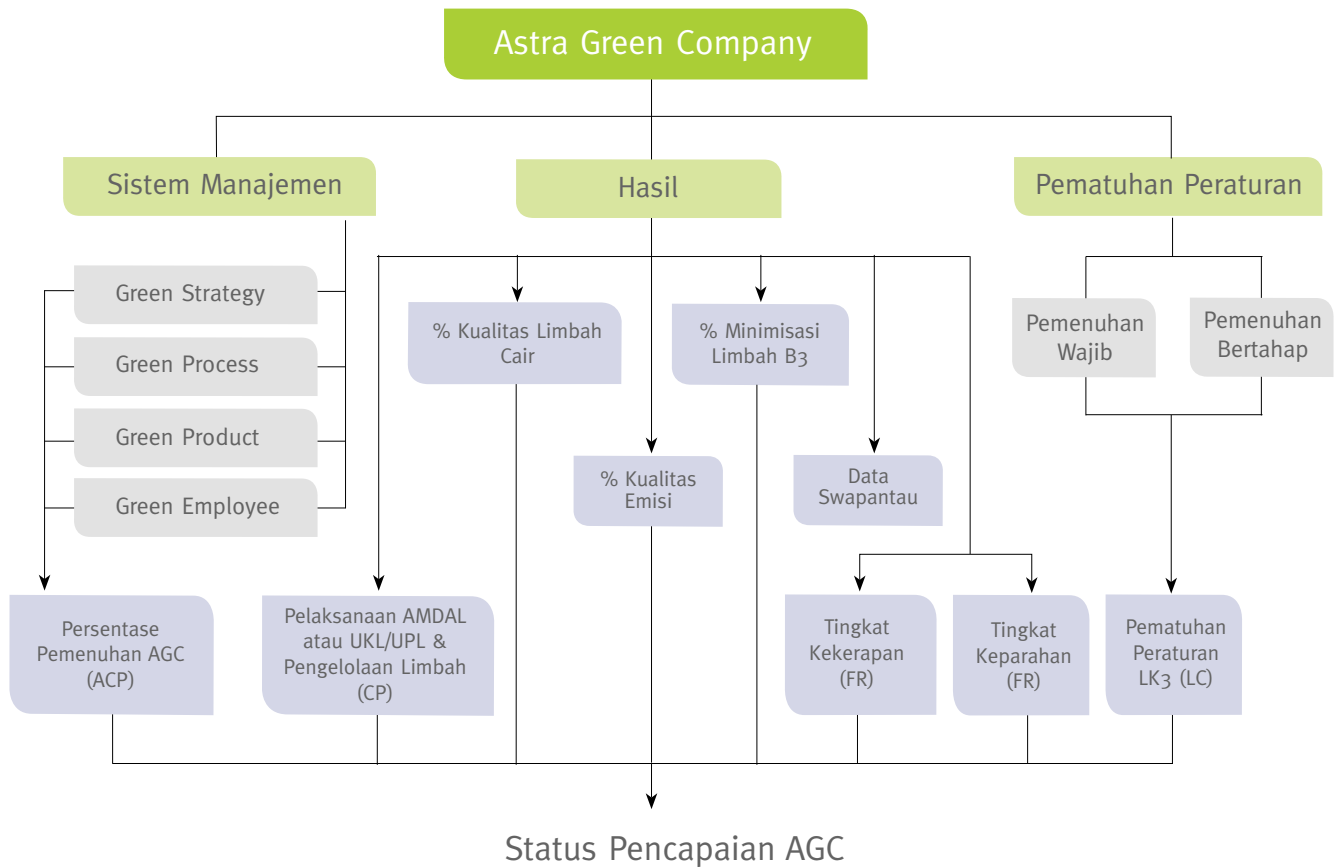 Astra Green Company
Sistem Manajemen
Hasil
Pematuhan Peraturan
Green Strategy
Green Process
Green Product
Green Employee
% Kualitas Limbah
Cair
% Minimisasi
Limbah B3
% Kualitas
Emisi
Data
Swapantau
Pemenuhan
Wajib
Pemenuhan
Bertahap
Persentase
Pemenuhan AGC
(ACP)
Pelaksanaan AMDAL
atau UKL/UPL &
Pengelolaan Limbah
(CP)
Tingkat
Kekerapan
(FR)
Tingkat
Keparahan
(FR)
Pematuhan
Peraturan
LK3 (LC)
Status Pencapaian AGC